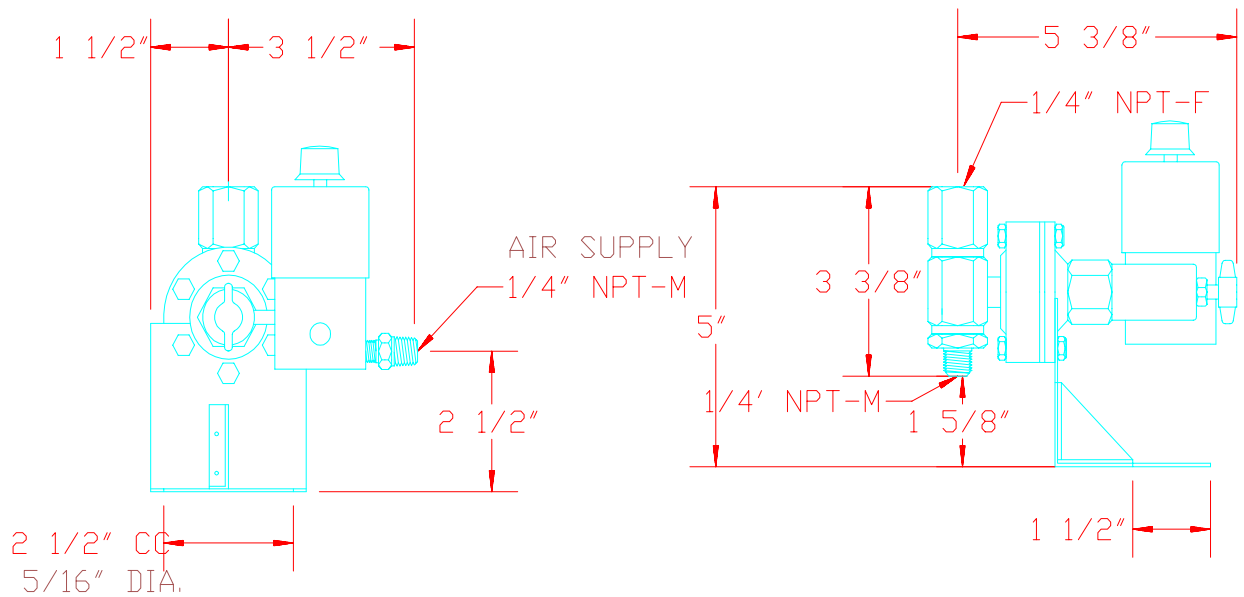 1 1/2"
3 1/2"
AIR SUPPLY
1/4" NPT-M
2 1/2"
2 1/2" CC
5/16" DIA.
5 3/8"
1/4" NPT-F
3 3/8"
5"
1/4' NPT-M
1 5/8"
1 1/2"